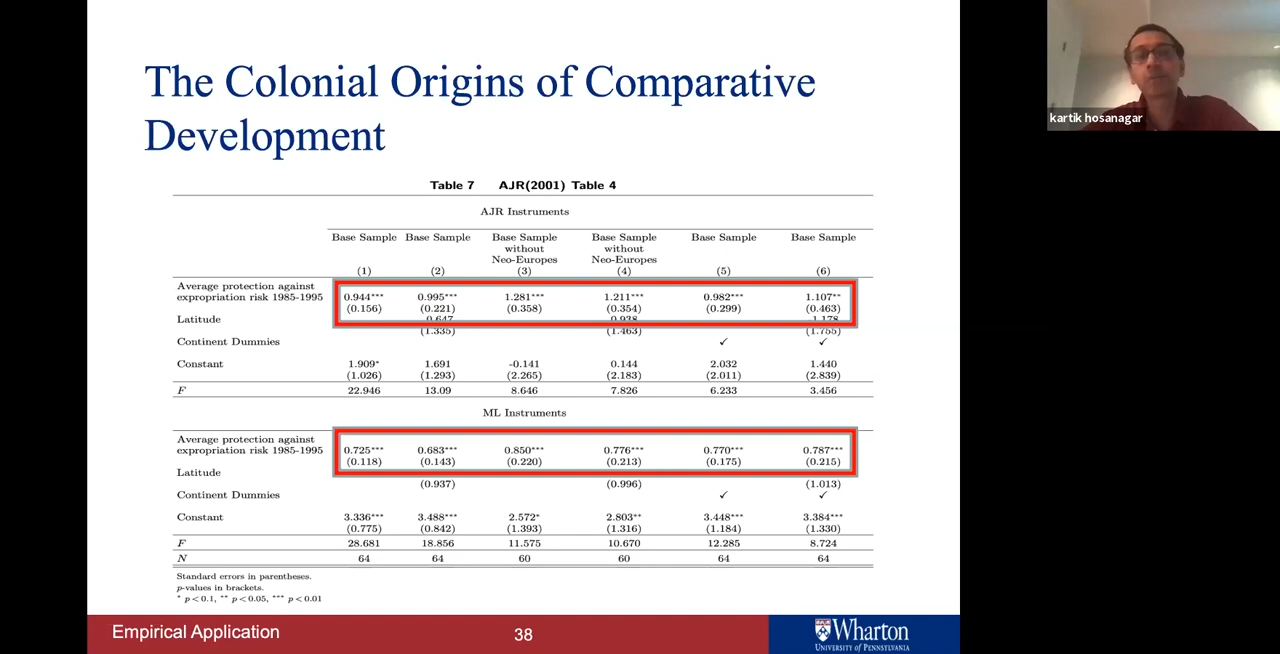 The Colonial Origins of Comparative
Development
kartik hosanagar
Table 7 AJR(2001) Table 4
AJR Instruments
Base Sample Base Sample Base Sample Base Sample Base Sample Base Sample
without without
Neo-Europes Neo-Europes
(1) (2) (3) (4) (5) (6)
Average protection against
expropriation risk 1985-1995 0.944*** 0.995*** 1.281*** 1.211*** 0.982*** 1.107**
(0.156) (0.221) (0.358) (0.354) (0.299) (0.463)
Latitude 0.647 0.938 1.178
(1.335) (1.463) (1.755)
Continent Dummies ✓ ✓
Constant 1.909* 1.691 -0.141 0.144 2.032 1.440
(1.026) (1.293) (2.265) (2.183) (2.011) (2.839)
F 22.946 13.09 8.646 7.826 6.233 3.456
ML Instruments
Average protection against
expropriation risk 1985-1995 0.725*** 0.683*** 0.850*** 0.776*** 0.770*** 0.787***
(0.118) (0.143) (0.220) (0.213) (0.175) (0.215)
Latitude
(0.937) (0.996) (1.013)
Continent Dummies ✓ ✓
Constant 3.336*** 3.488*** 2.572* 2.803** 3.448*** 3.384***
(0.775) (0.842) (1.393) (1.316) (1.184) (1.330)
F 28.681 18.856 11.575 10.670 12.285 8.724
N 64 64 60 60 64 64
Standard errors in parentheses.
p-values in brackets.
* p < 0.1, ** p < 0.05, *** p < 0.01
Empirical Application
38
Wharton
UNIVERSITY of PENNSYLVANIA